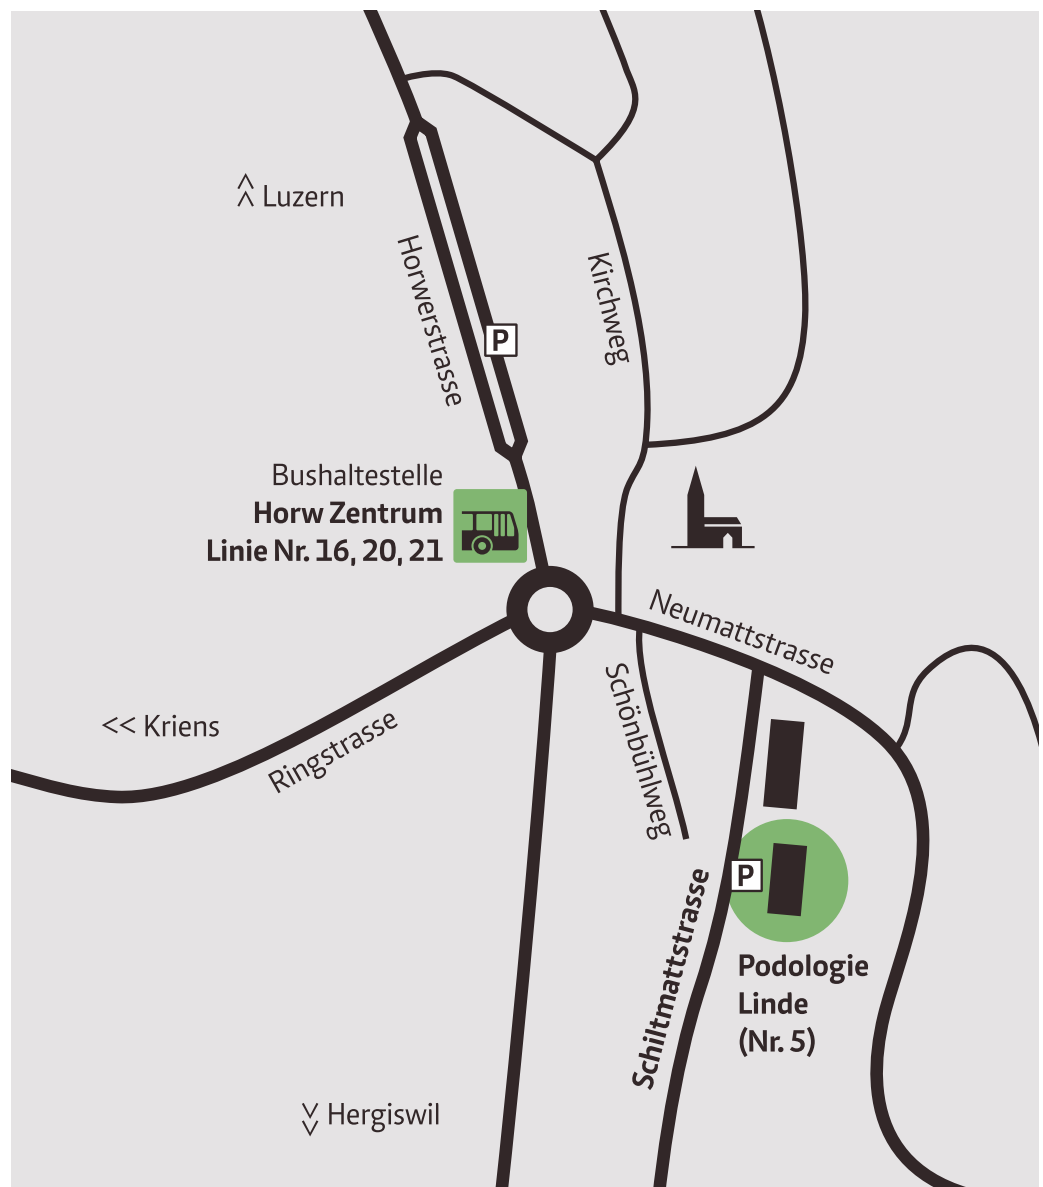 << Luzern
Horwerstrasse
Kirchweg
P
Bushaltestelle
Horw Zentrum
Linie Nr. 16, 20, 21
Neumattstrasse
Schönbühlweg
<< Kriens
Ringstrasse
P
Schiltmattstrasse
Podologie
Linde
(Nr. 5)
<< Hergiswil